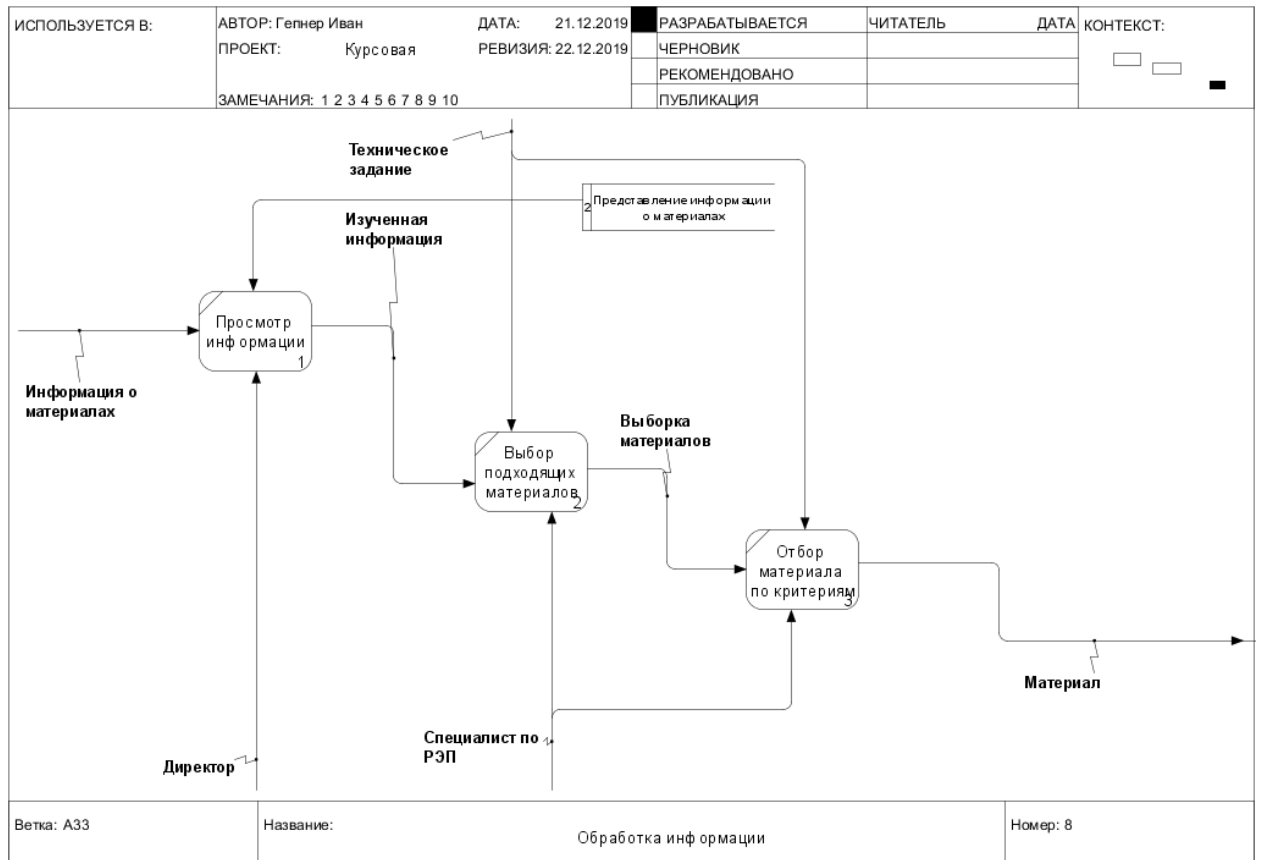 ИСПОЛЬЗУЕТСЯ В:
АВТОР: Гепнер Иван
ДАТА: 21.12.2019
РАЗРАБАТЫВАЕТСЯ
ЧИТАТЕЛЬ
ДАТА
КОНТЕКСТ:
ПРОЕКТ: Курсовая
РЕВИЗИЯ: 22.12.2019
ЧЕРНОВИК
РЕКОМЕНДОВАНО
ЗАМЕЧАНИЯ: 1 2 3 4 5 6 7 8 9 10
ПУБЛИКАЦИЯ
Техническое
задание
2
Представление информации
о материалах
Изученная
информация
Просмотр
информации
1
Информация о
материалах
Выборка
материалов
Выбор
подходящих
материалов
2
Отбор
материала
по критериям
3
Материал
Специалист по
РЭП
Директор
Ветка: A33
Название:
Обработка информации
Номер: 8